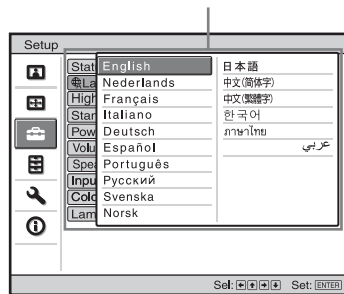 Setup
Stat
La
High
Star
Pow
Volu
Spea
Inpu
Colo
Lam
English
Nederlands
Français
Italiano
Deutsch
Español
Português
Русский
Svenska
Norsk
日本語
中文(简体字)
中文(繁體字)
한국어
ภาษาไทย
عربي
Sel: Set: ENTER